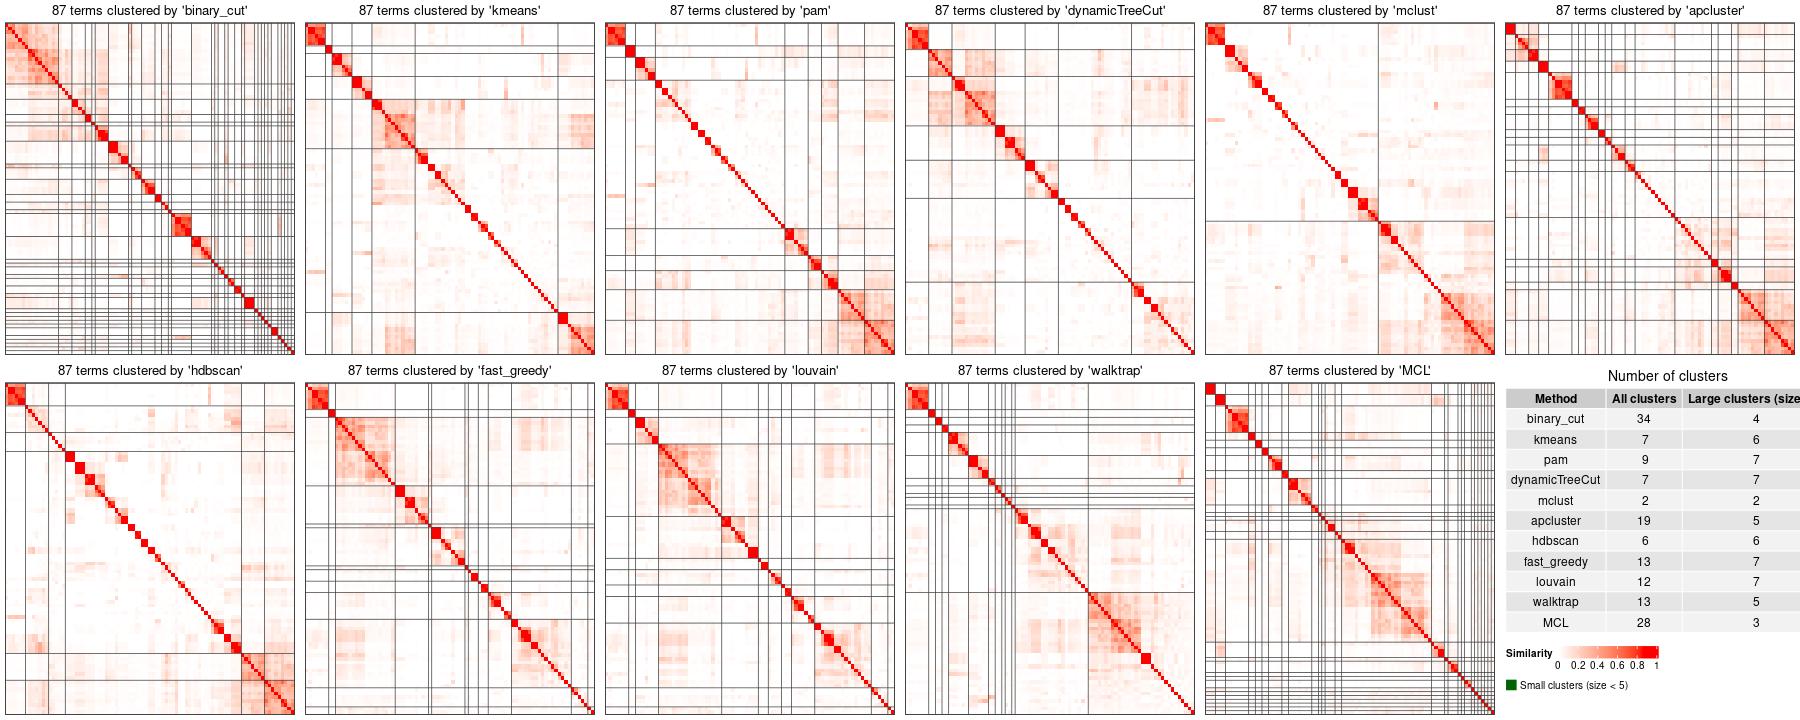 87 terms clustered by 'binary_cut'
87 terms clustered by 'kmeans'
87 terms clustered by 'pam'
87 terms clustered by 'dynamicTreeCut'
87 terms clustered by 'mclust'
87 terms clustered by 'apcluster'
87 terms clustered by 'hdbscan'
87 terms clustered by 'fast_greedy'
87 terms clustered by 'louvain'
87 terms clustered by 'walktrap'
87 terms clustered by 'MCL'
Number of clusters
Method All clusters Large clusters (size
binary_cut 34 4
kmeans 7 6
pam 9 7
dynamicTreeCut 7 7
mclust 2 2
apcluster 19 5
hdbscan 6 6
fast_greedy 13 7
louvain 12 7
walktrap 13 5
MCL 28 3
Similarity
0 0.2 0.4 0.6 0.8 1
Small clusters (size < 5)